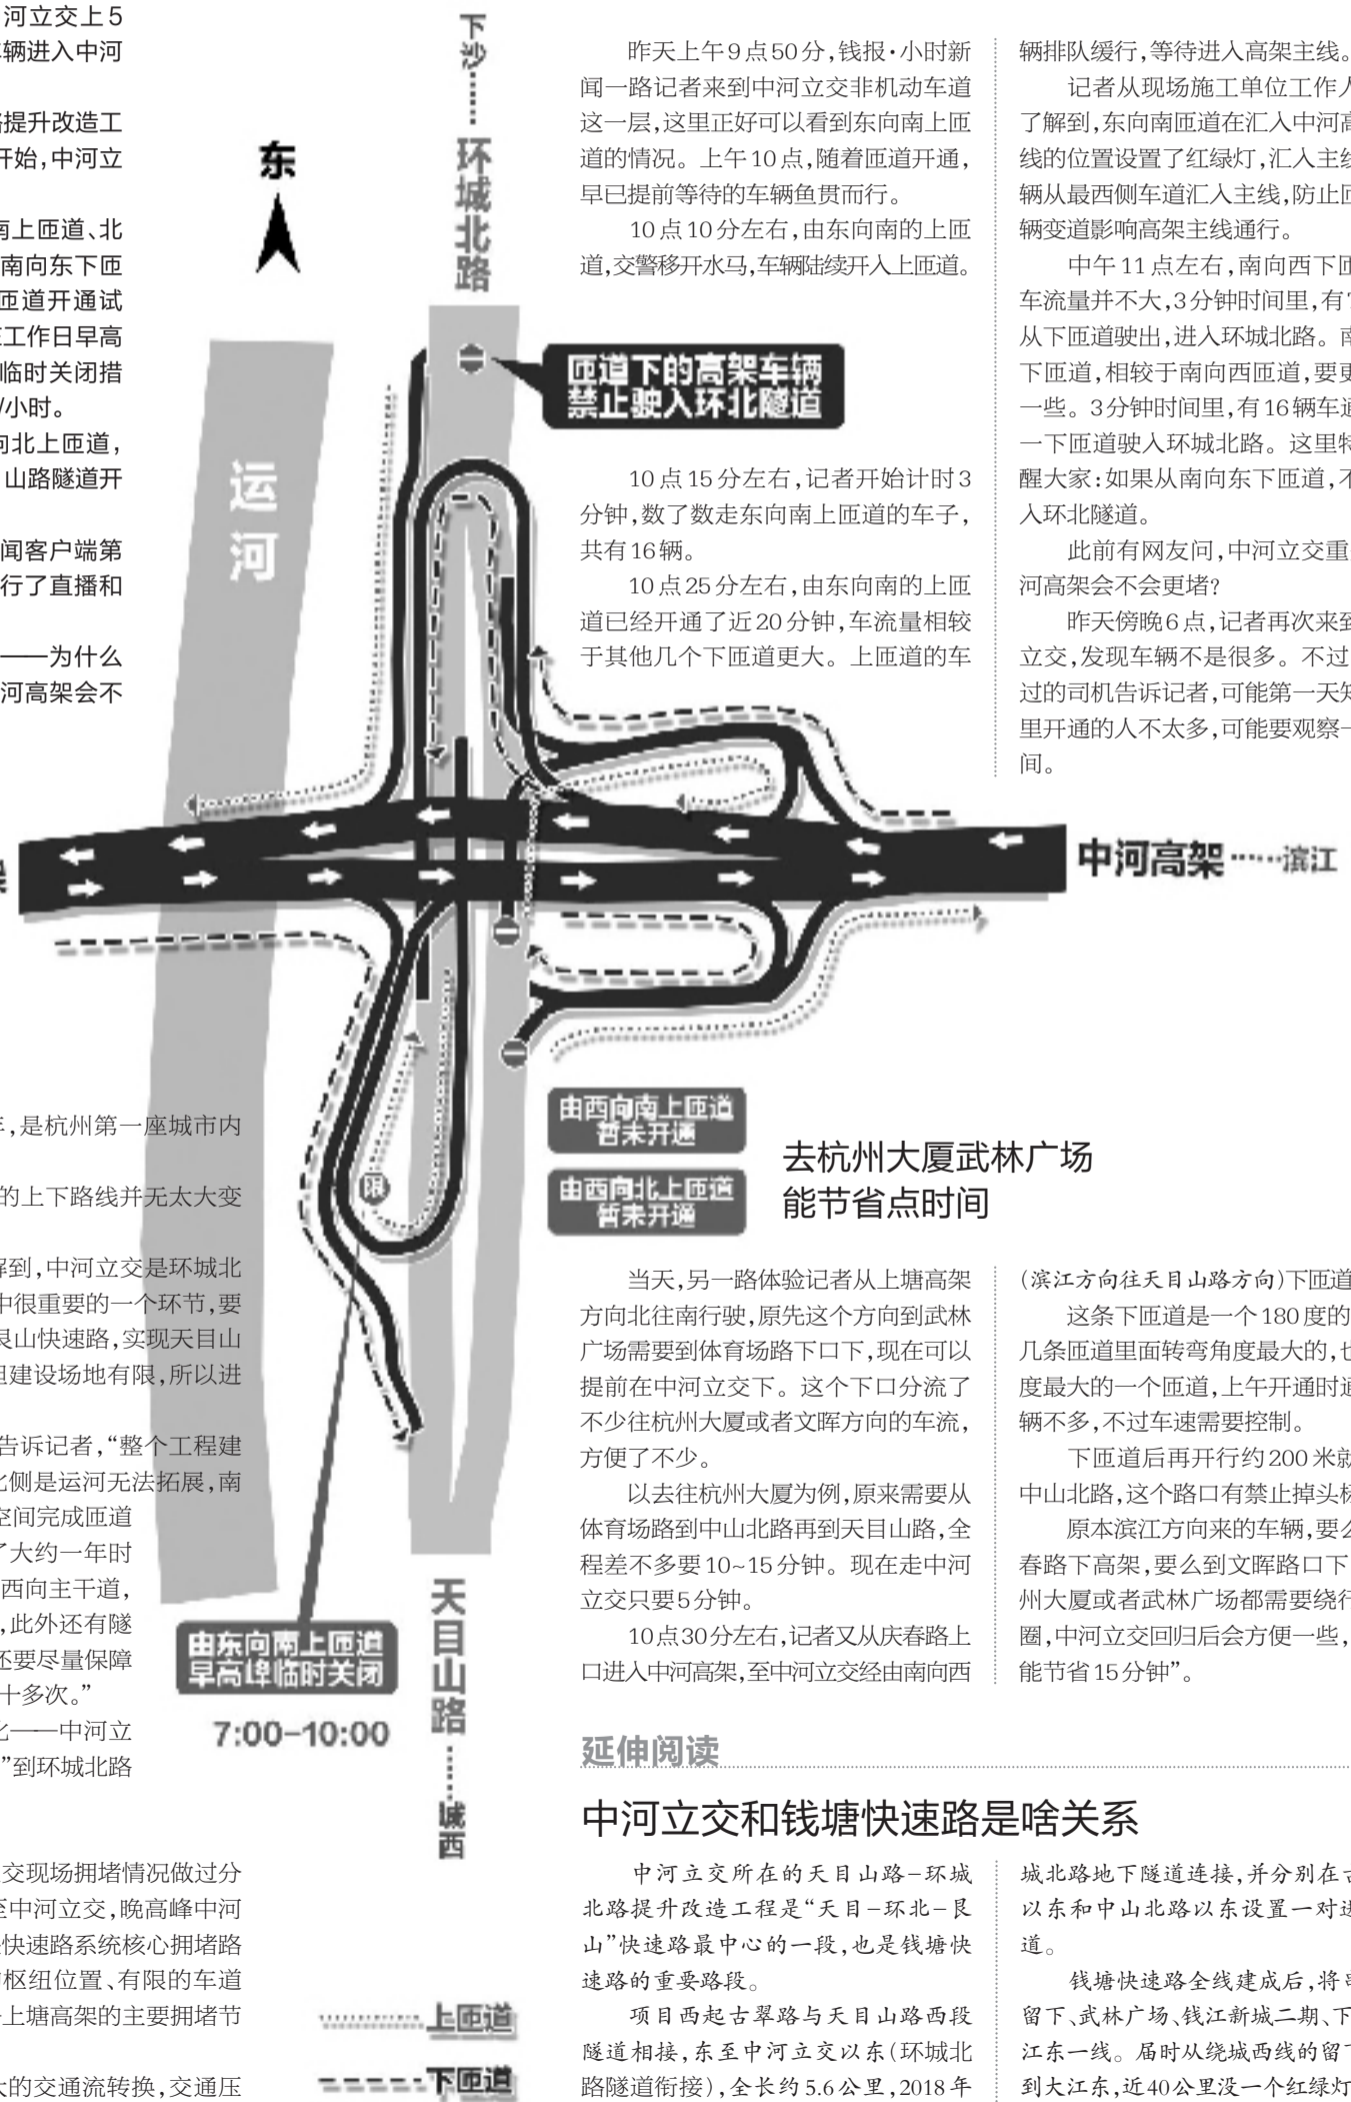 河立交上5
辆进入中河
提升改造工
开始,中河立
南上匝道、北
南向东下匝
匝道开通试
工作日早高
临时关闭措
/小时。
向北上匝道,
山路隧道开
闻客户端第
行了直播和
——为什么
河高架会不
下沙……环城北路
东
运河
匝道下的高架车辆
禁止驶入环北隧道
中河高架……滨江
由西向南上匝道
暂未开通
由西向北上匝道
暂未开通
限
由东向南上匝道
早高峰临时关闭
7:00-10:00
天目山路……城西
上匝道
下匝道
,是杭州第一座城市内
的上下路线并无太大变
解到,中河立交是环城北
中很重要的一个环节,要
艮山快速路,实现天目山
但建设场地有限,所以进
告诉记者,“整个工程建
北侧是运河无法拓展,南
空间完成匝道
了大约一年时
西向主干道,
,此外还有隧
还要尽量保障
十多次。”
化——中河立
”到环城北路
交现场拥堵情况做过分
至中河立交,晚高峰中河
快速路系统核心拥堵路
枢纽位置、有限的车道
上塘高架的主要拥堵节
大的交通流转换,交通压
昨天上午9点50分,钱报·小时新
闻一路记者来到中河立交非机动车道
这一层,这里正好可以看到东向南上匝
道的情况。上午10点,随着匝道开通,
早已提前等待的车辆鱼贯而行。
10点10分左右,由东向南的上匝
道,交警移开水马,车辆陆续开入上匝道。
10点15分左右,记者开始计时3
分钟,数了数走东向南上匝道的车子,
共有16辆。
10点25分左右,由东向南的上匝
道已经开通了近20分钟,车流量相较
于其他几个下匝道更大。上匝道的车
辆排队缓行,等待进入高架主线。
记者从现场施工单位工作人
了解到,东向南匝道在汇入中河高
线的位置设置了红绿灯,汇入主线
辆从最西侧车道汇入主线,防止匝
辆变道影响高架主线通行。
中午11点左右,南向西下匝
车流量并不大,3分钟时间里,有
从下匝道驶出,进入环城北路。南
下匝道,相较于南向西匝道,要更
一些。3分钟时间里,有16辆车通
一下匝道驶入环城北路。这里特
醒大家:如果从南向东下匝道,不
入环北隧道。
此前有网友问,中河立交重
河高架会不会更堵?
昨天傍晚6点,记者再次来到
立交,发现车辆不是很多。不过
过的司机告诉记者,可能第一天知
里开通的人不太多,可能要观察一
间。
去杭州大厦武林广场
能节省点时间
当天,另一路体验记者从上塘高架
方向北往南行驶,原先这个方向到武林
广场需要到体育场路下口下,现在可以
提前在中河立交下。这个下口分流了
不少往杭州大厦或者文晖方向的车流,
方便了不少。
以去往杭州大厦为例,原来需要从
体育场路到中山北路再到天目山路,全
程差不多要10~15分钟。现在走中河
立交只要5分钟。
10点30分左右,记者又从庆春路上
口进入中河高架,至中河立交经由南向西
(滨江方向往天目山路方向)下匝道
这条下匝道是一个180度的
几条匝道里面转弯角度最大的,也
度最大的一个匝道,上午开通时通
辆不多,不过车速需要控制。
下匝道后再开行约200米就
中山北路,这个路口有禁止掉头标
原本滨江方向来的车辆,要么
春路下高架,要么到文晖路口下
州大厦或者武林广场都需要绕行
圈,中河立交回归后会方便一些,
能节省15分钟”。
延伸阅读
中河立交和钱塘快速路是啥关系
中河立交所在的天目山路-环城
北路提升改造工程是“天目-环北-艮
山”快速路最中心的一段,也是钱塘快
速路的重要路段。
项目西起古翠路与天目山路西段
隧道相接,东至中河立交以东(环城北
路隧道衔接),全长约5.6公里,2018年
城北路地下隧道连接,并分别在古
以东和中山北路以东设置一对进
道。
钱塘快速路全线建成后,将串
留下、武林广场、钱江新城二期、下
江东一线。届时从绕城西线的留下
到大江东,近40公里没一个红绿灯